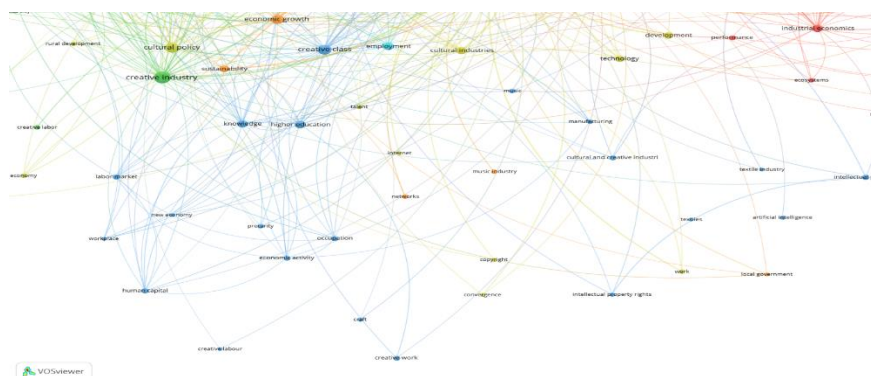 economic growth
industrial economics
rural development
cultural policy
creative class
employment
cultural industries
development
performance
technology
sustainability
creative industry
ecosystems
music
talent
creative labor
knowledge
higher education
manufacturing
internet
cultural and creative industri
economy
labor market
music industry
textile industry
intellectual
networks
new economy
textiles
artificial intelligence
workplace
occupation
economic activity
copyright
work
local government
human capital
convergence
intellectual property rights
craft
creative labour
creative work
VOSviewer